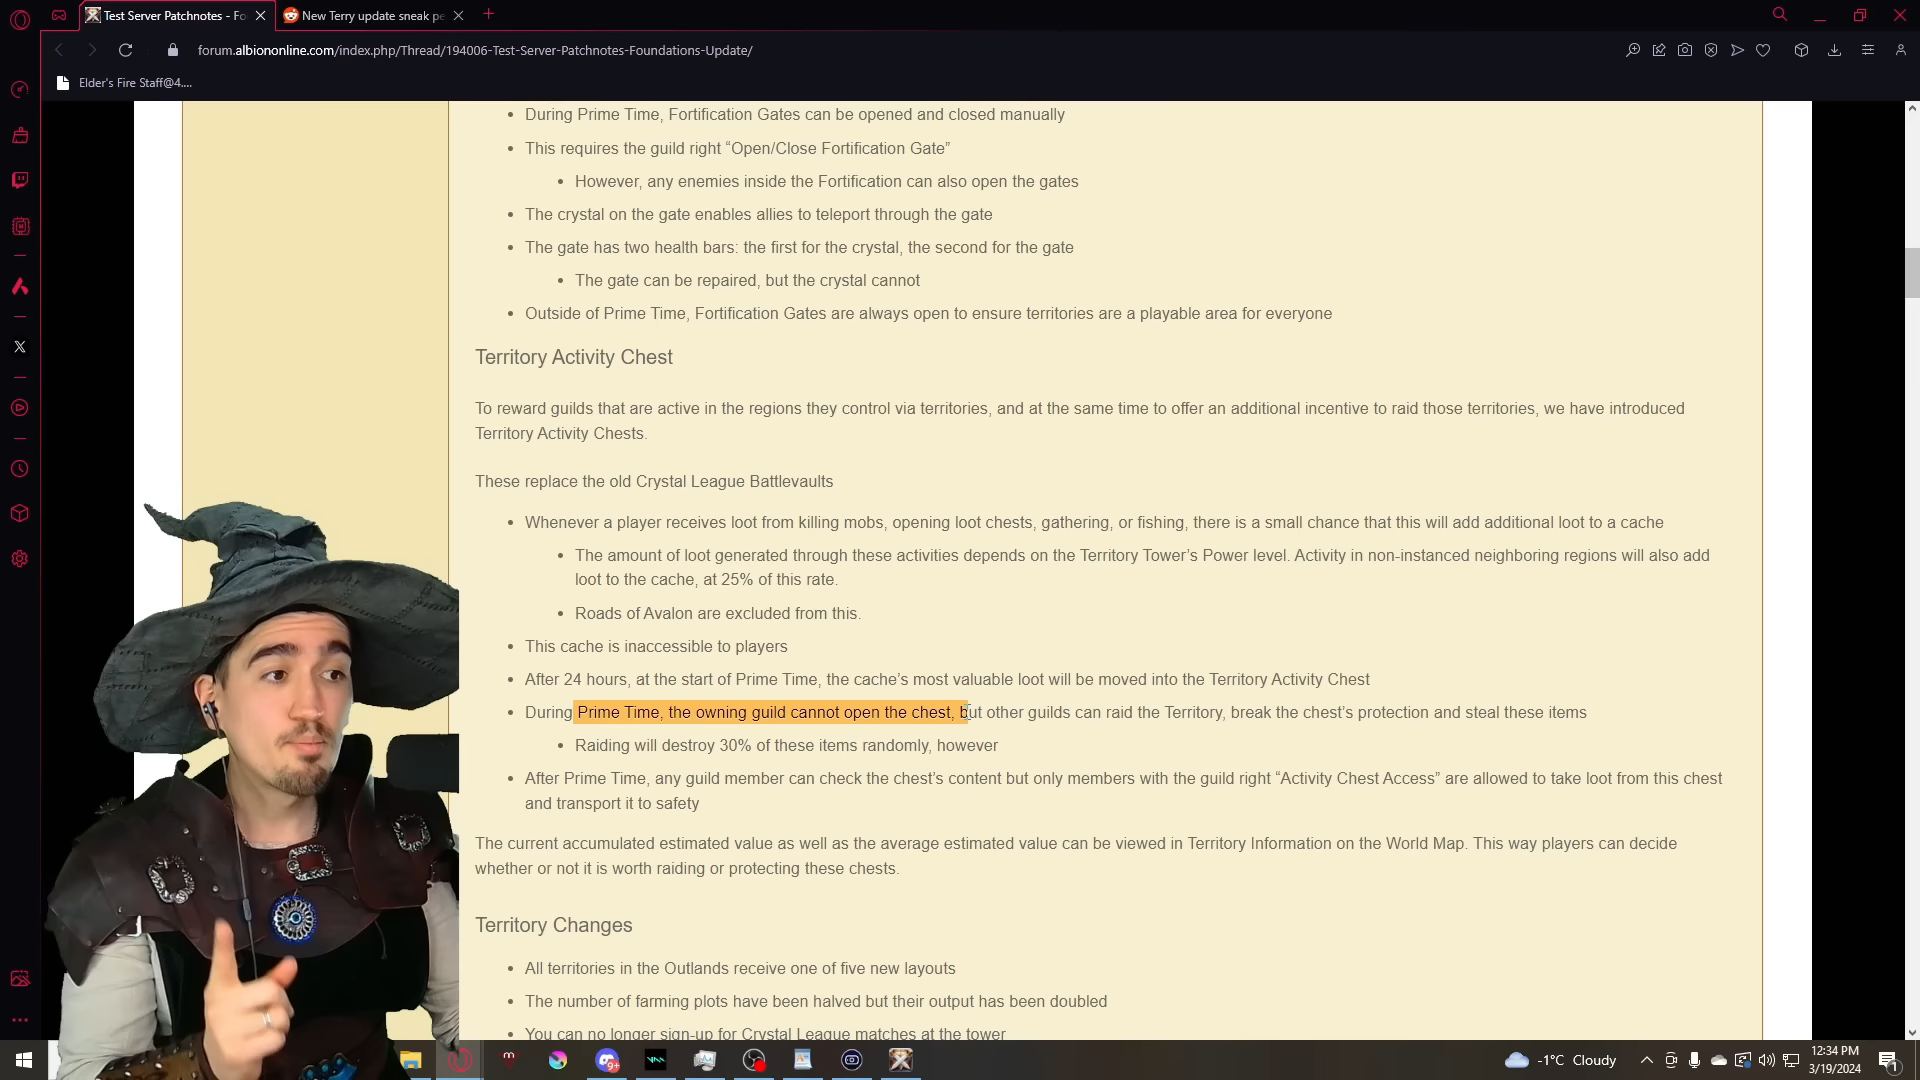 Test Server Patchnotes - Fo
New Terry update sneak pe
forum.albiononline.com/index.php/Thread/194006-Test-Server-Patchnotes-Foundations-Update/
Elder's Fire Staff@4....
• During Prime Time, Fortification Gates can be opened and closed manually
• This requires the guild right “Open/Close Fortification Gate”
• However, any enemies inside the Fortification can also open the gates
• The crystal on the gate enables allies to teleport through the gate
• The gate has two health bars: the first for the crystal, the second for the gate
• The gate can be repaired, but the crystal cannot
• Outside of Prime Time, Fortification Gates are always open to ensure territories are a playable area for everyone
Territory Activity Chest
To reward guilds that are active in the regions they control via territories, and at the same time to offer an additional incentive to raid those territories, we have introduced
Territory Activity Chests.
These replace the old Crystal League Battlevaults
• Whenever a player receives loot from killing mobs, opening loot chests, gathering, or fishing, there is a small chance that this will add additional loot to a cache
• The amount of loot generated through these activities depends on the Territory Tower’s Power level. Activity in non-instanced neighboring regions will also add
loot to the cache, at 25% of this rate.
• Roads of Avalon are excluded from this.
• This cache is inaccessible to players
• After 24 hours, at the start of Prime Time, the cache’s most valuable loot will be moved into the Territory Activity Chest
• During Prime Time, the owning guild cannot open the chest, but other guilds can raid the Territory, break the chest’s protection and steal these items
• Raiding will destroy 30% of these items randomly, however
• After Prime Time, any guild member can check the chest’s content but only members with the guild right “Activity Chest Access” are allowed to take loot from this chest
and transport it to safety
The current accumulated estimated value as well as the average estimated value can be viewed in Territory Information on the World Map. This way players can decide
whether or not it is worth raiding or protecting these chests.
Territory Changes
• All territories in the Outlands receive one of five new layouts
• The number of farming plots have been halved but their output has been doubled
• You can no longer sign-up for Crystal League matches at the tower
9+
-1°C Cloudy
12:34 PM
3/19/2024
1